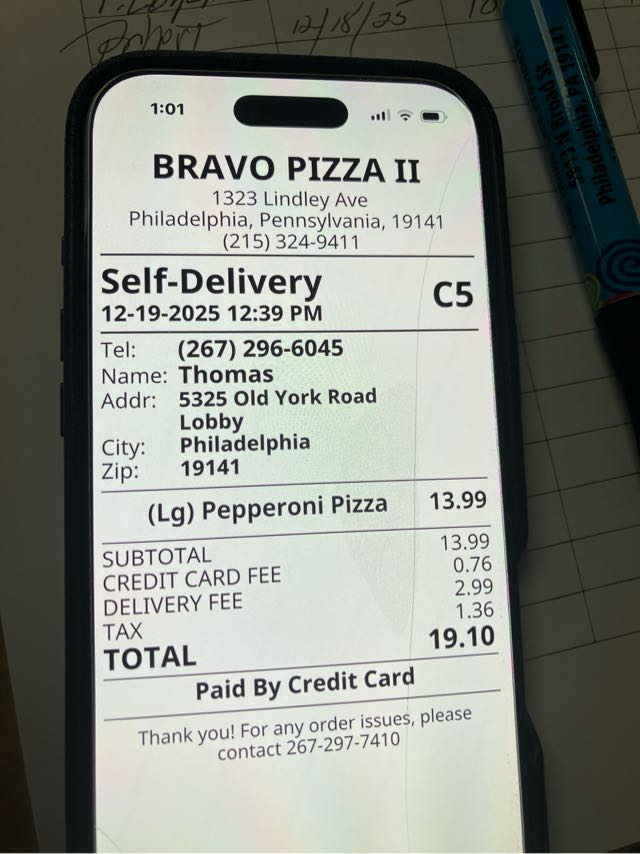 12/18/25
1:01
BRAVO PIZZA II
1323 Lindley Ave
Philadelphia, Pennsylvania, 19141
(215) 324-9411
Self-Delivery
C5
12-19-2025 12:39 PM
Tel: (267) 296-6045
Name: Thomas
Addr: 5325 Old York Road
Lobby
City: Philadelphia
Zip: 19141
(Lg) Pepperoni Pizza 13.99
SUBTOTAL 13.99
CREDIT CARD FEE 0.76
DELIVERY FEE 2.99
TAX 1.36
TOTAL 19.10
Paid By Credit Card
Thank you! For any order issues, please
contact 267-297-7410
N Broad St
Philadelphia, PA 19141